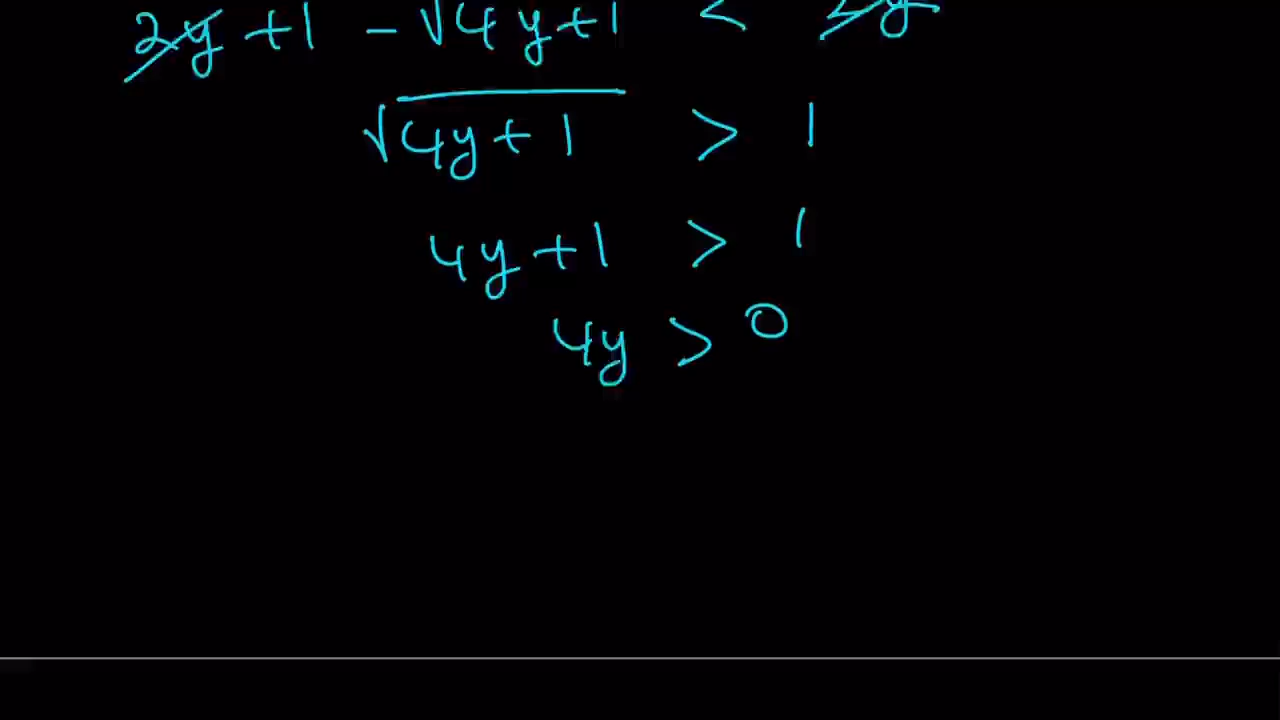 2y + 1 - √4y+1 < 2y
√4y+1 > 1
4y+1 > 1
4y > 0